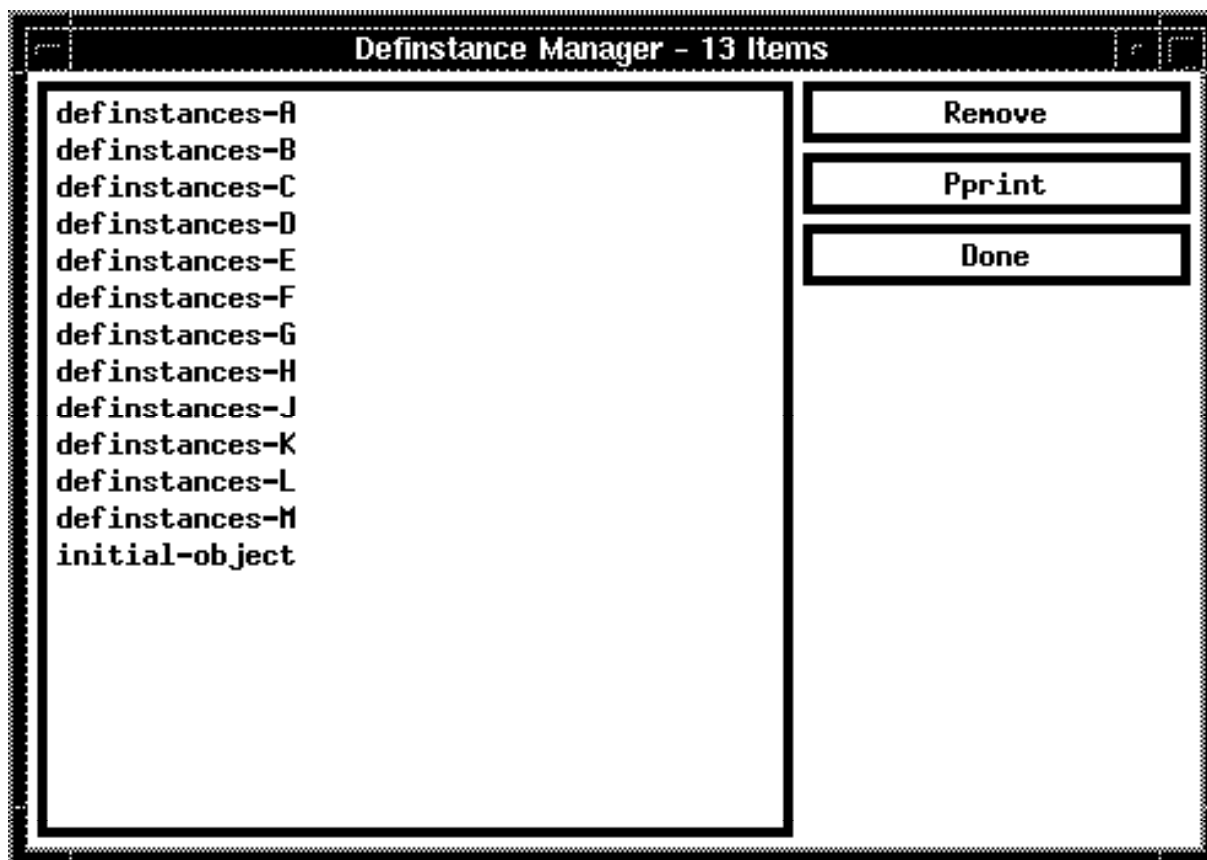 Definstance Manager - 13 Items
definstances-A
definstances-B
definstances-C
definstances-D
definstances-E
definstances-F
definstances-G
definstances-H
definstances-J
definstances-K
definstances-L
definstances-M
initial-object
Remove
Pprint
Done